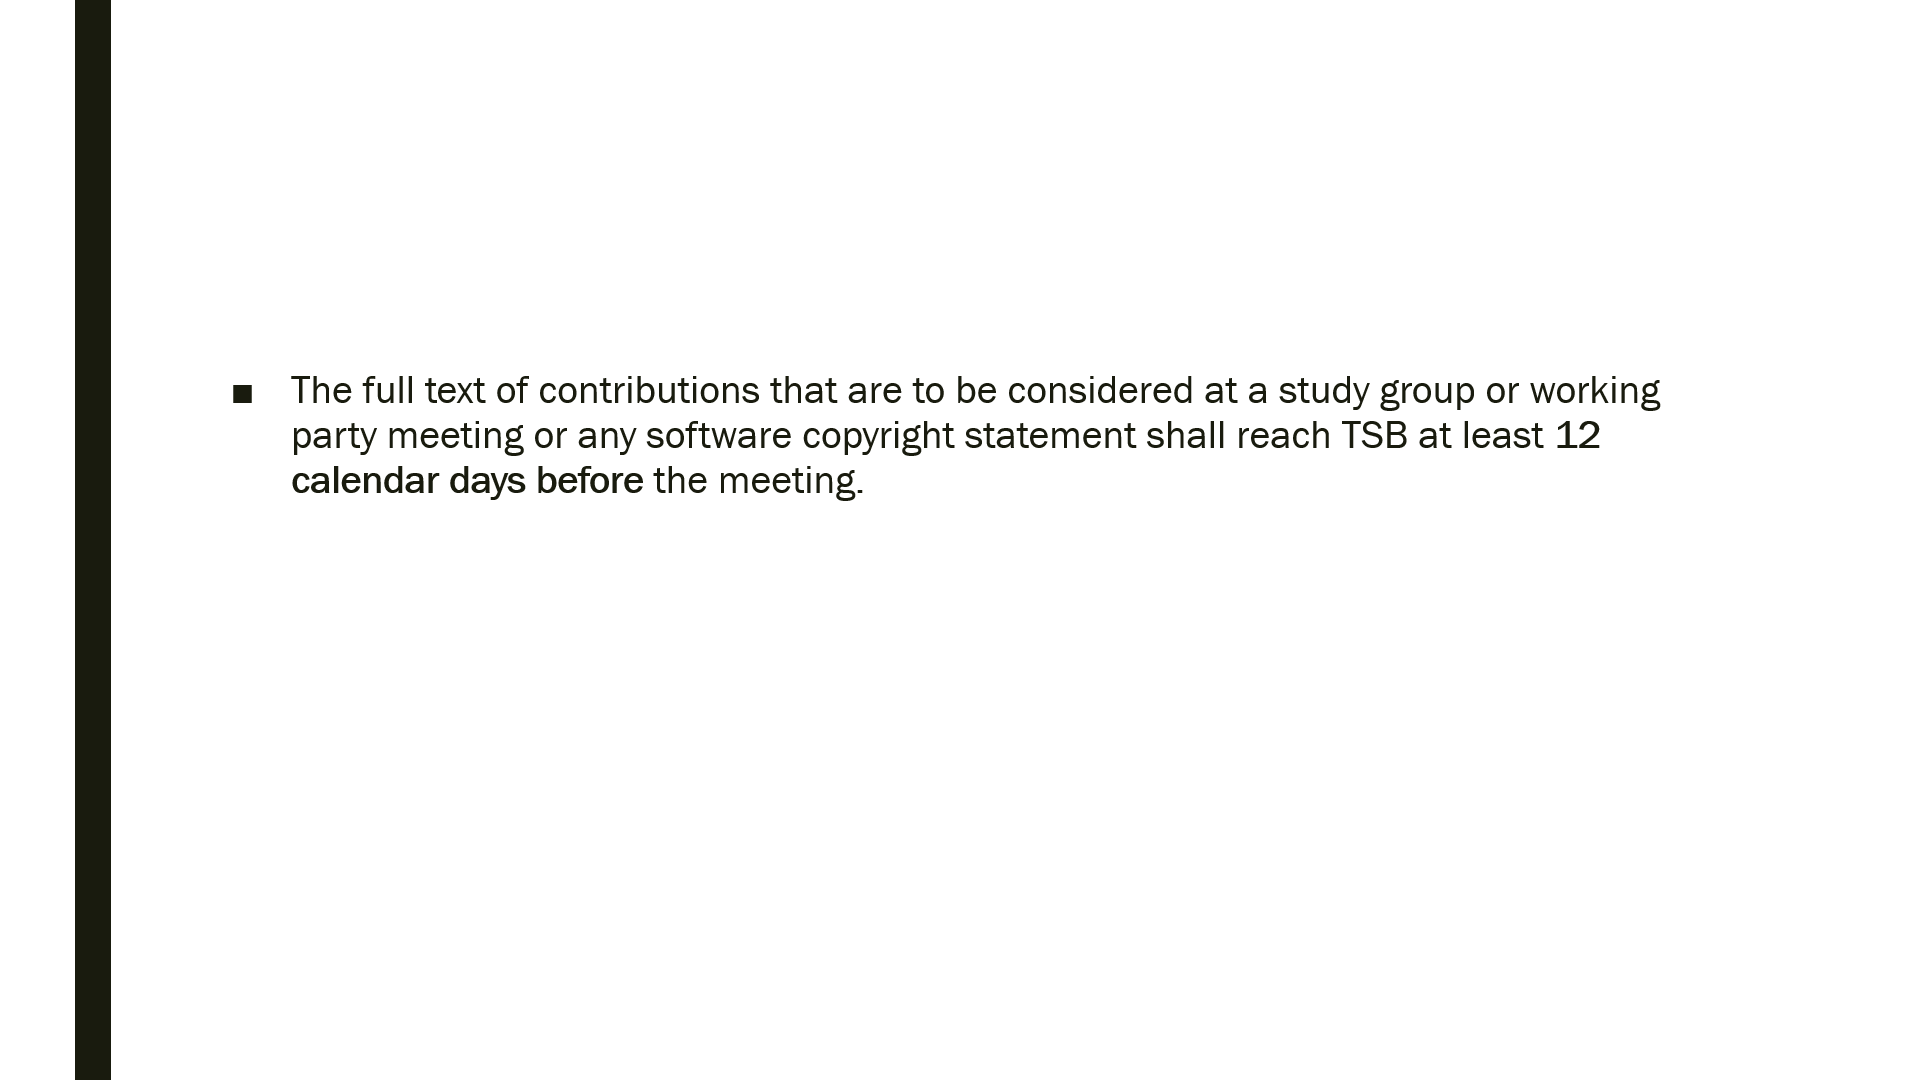 ■ The full text of contributions that are to be considered at a study group or working
party meeting or any software copyright statement shall reach TSB at least 12
calendar days before the meeting.